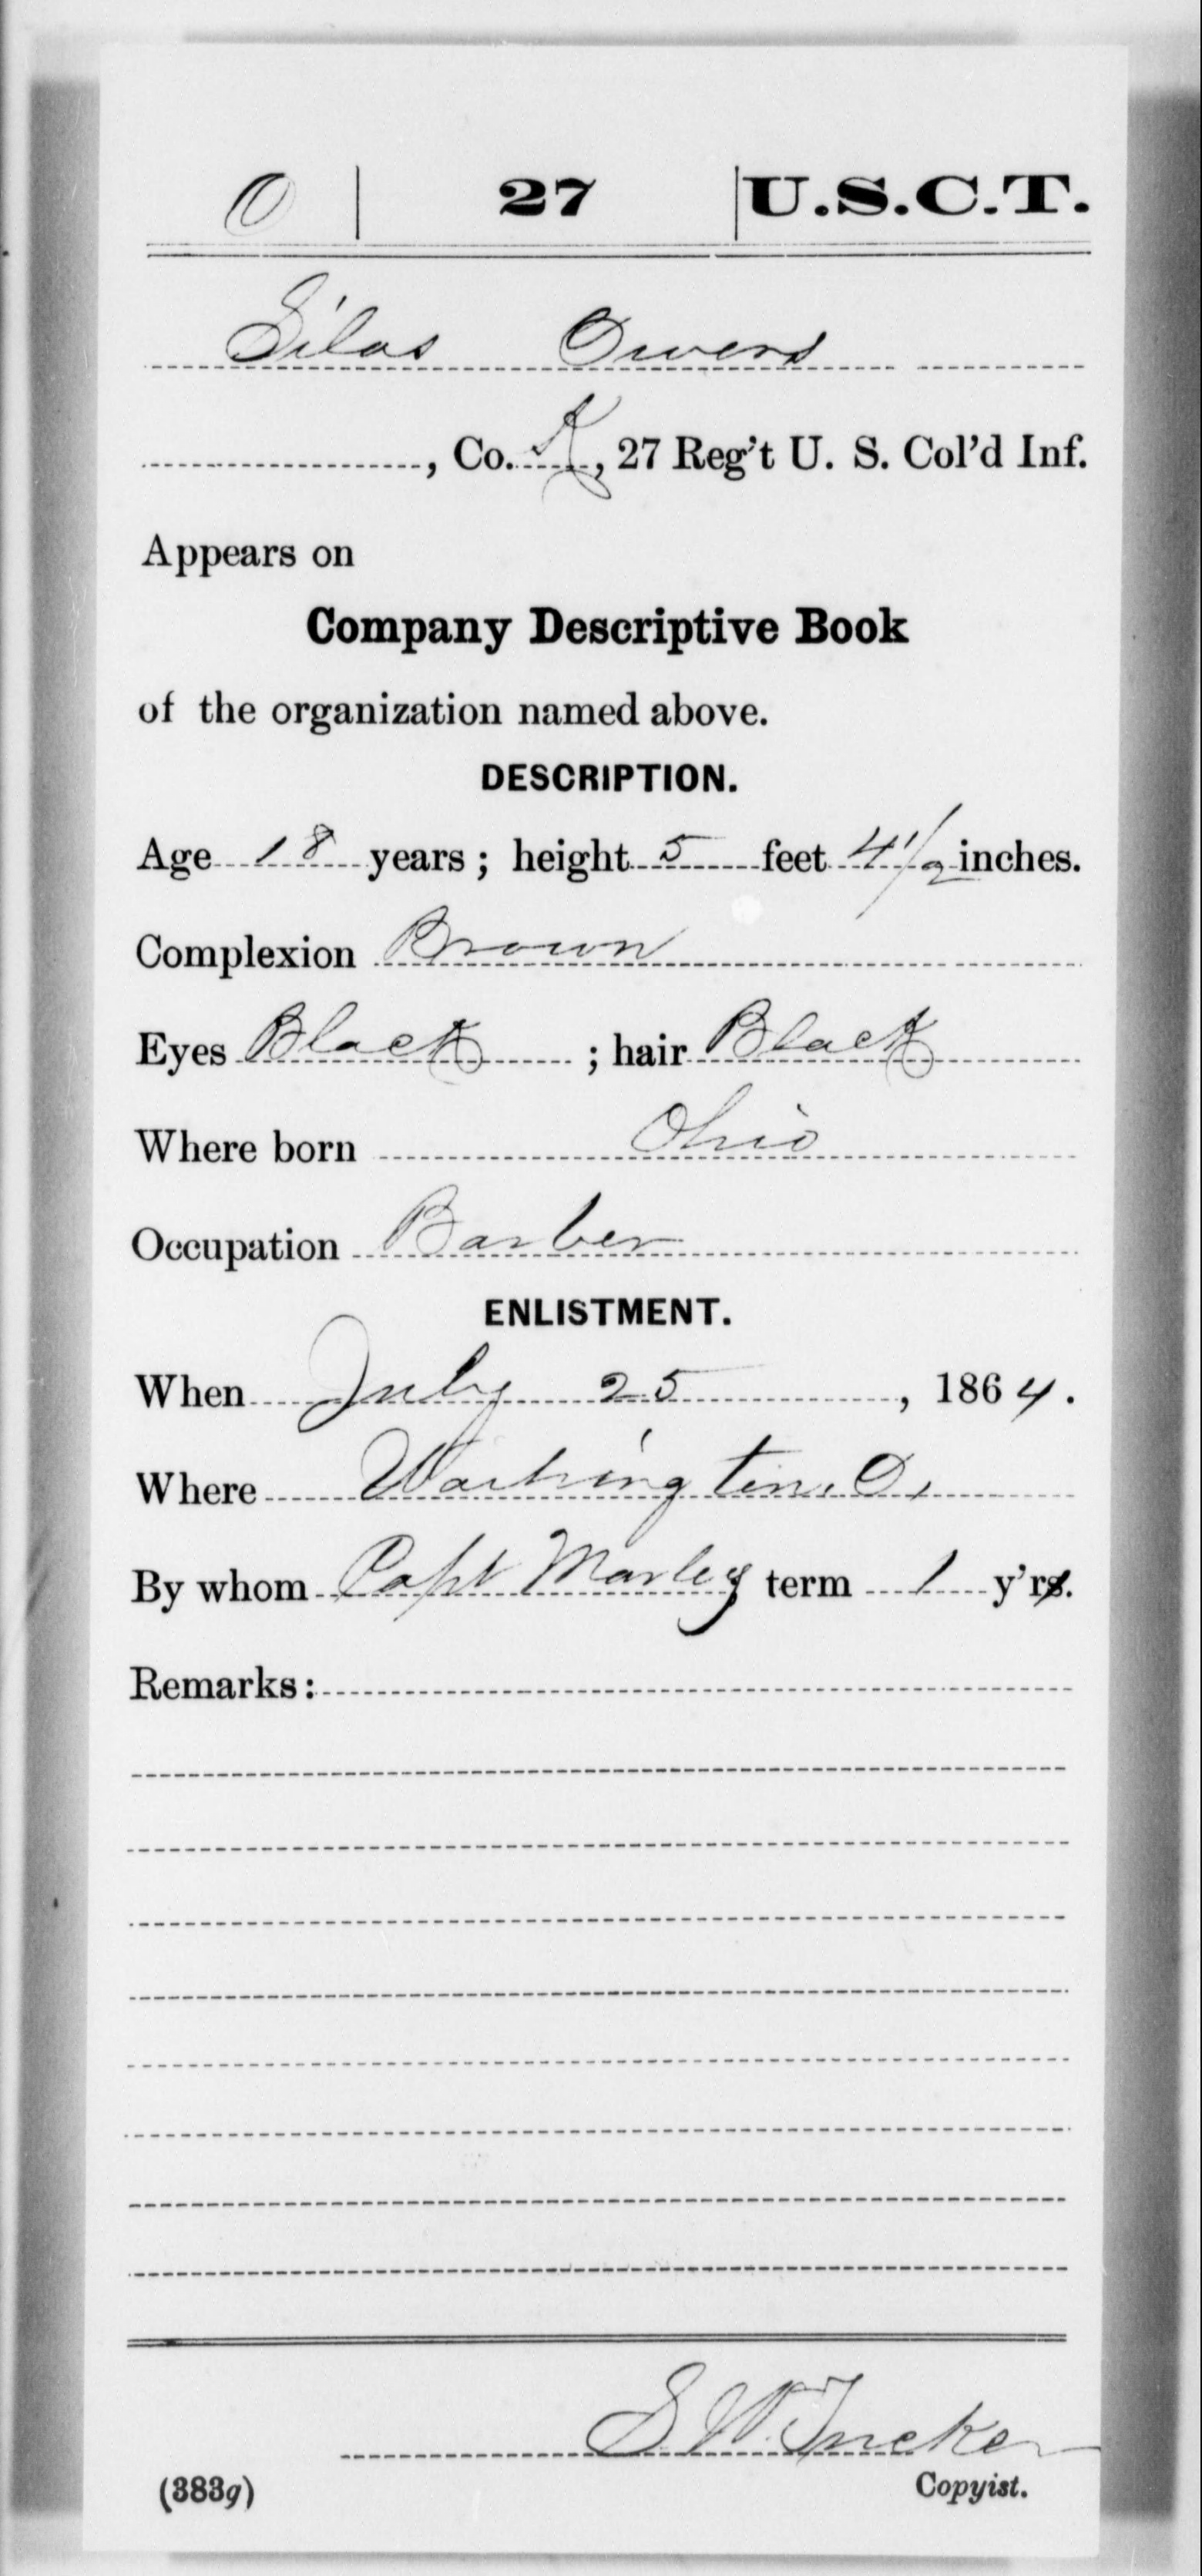 O 27 U.S.C.T.
Silas Owens
, Co. K, 27 Reg't U. S. Col'd Inf.
Appears on
Company Descriptive Book
of the organization named above.
DESCRIPTION.
Age 18 years; height 5 feet 4 1/2 inches.
Complexion Brown
Eyes Black; hair Black
Where born Ohio
Occupation Barber
ENLISTMENT.
When July 25, 1864.
Where Washington, O,
By whom Capt Marley term 1 y'rs.
Remarks:
S. W. Tucker
(383g) Copyist.